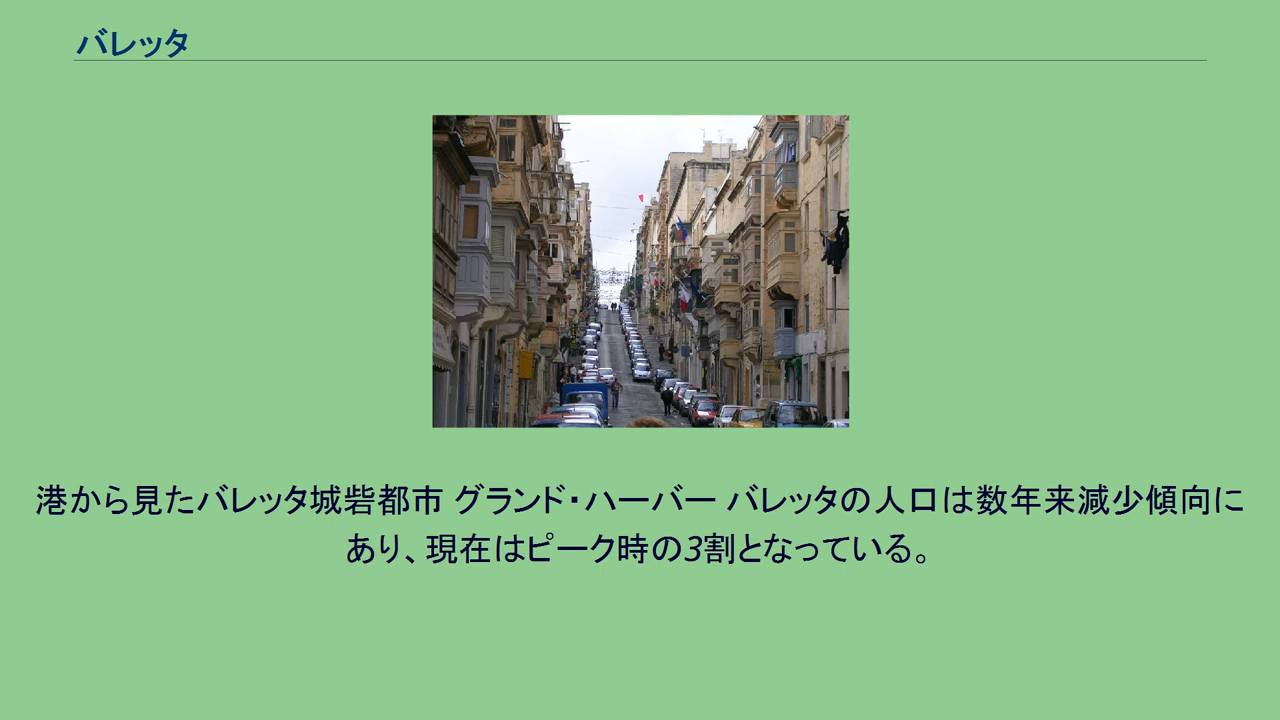 バレッタ
港から見たバレッタ城砦都市 グランド・ハーバー バレッタの人口は数年来減少傾向に
あり、現在はピーク時の3割となっている。